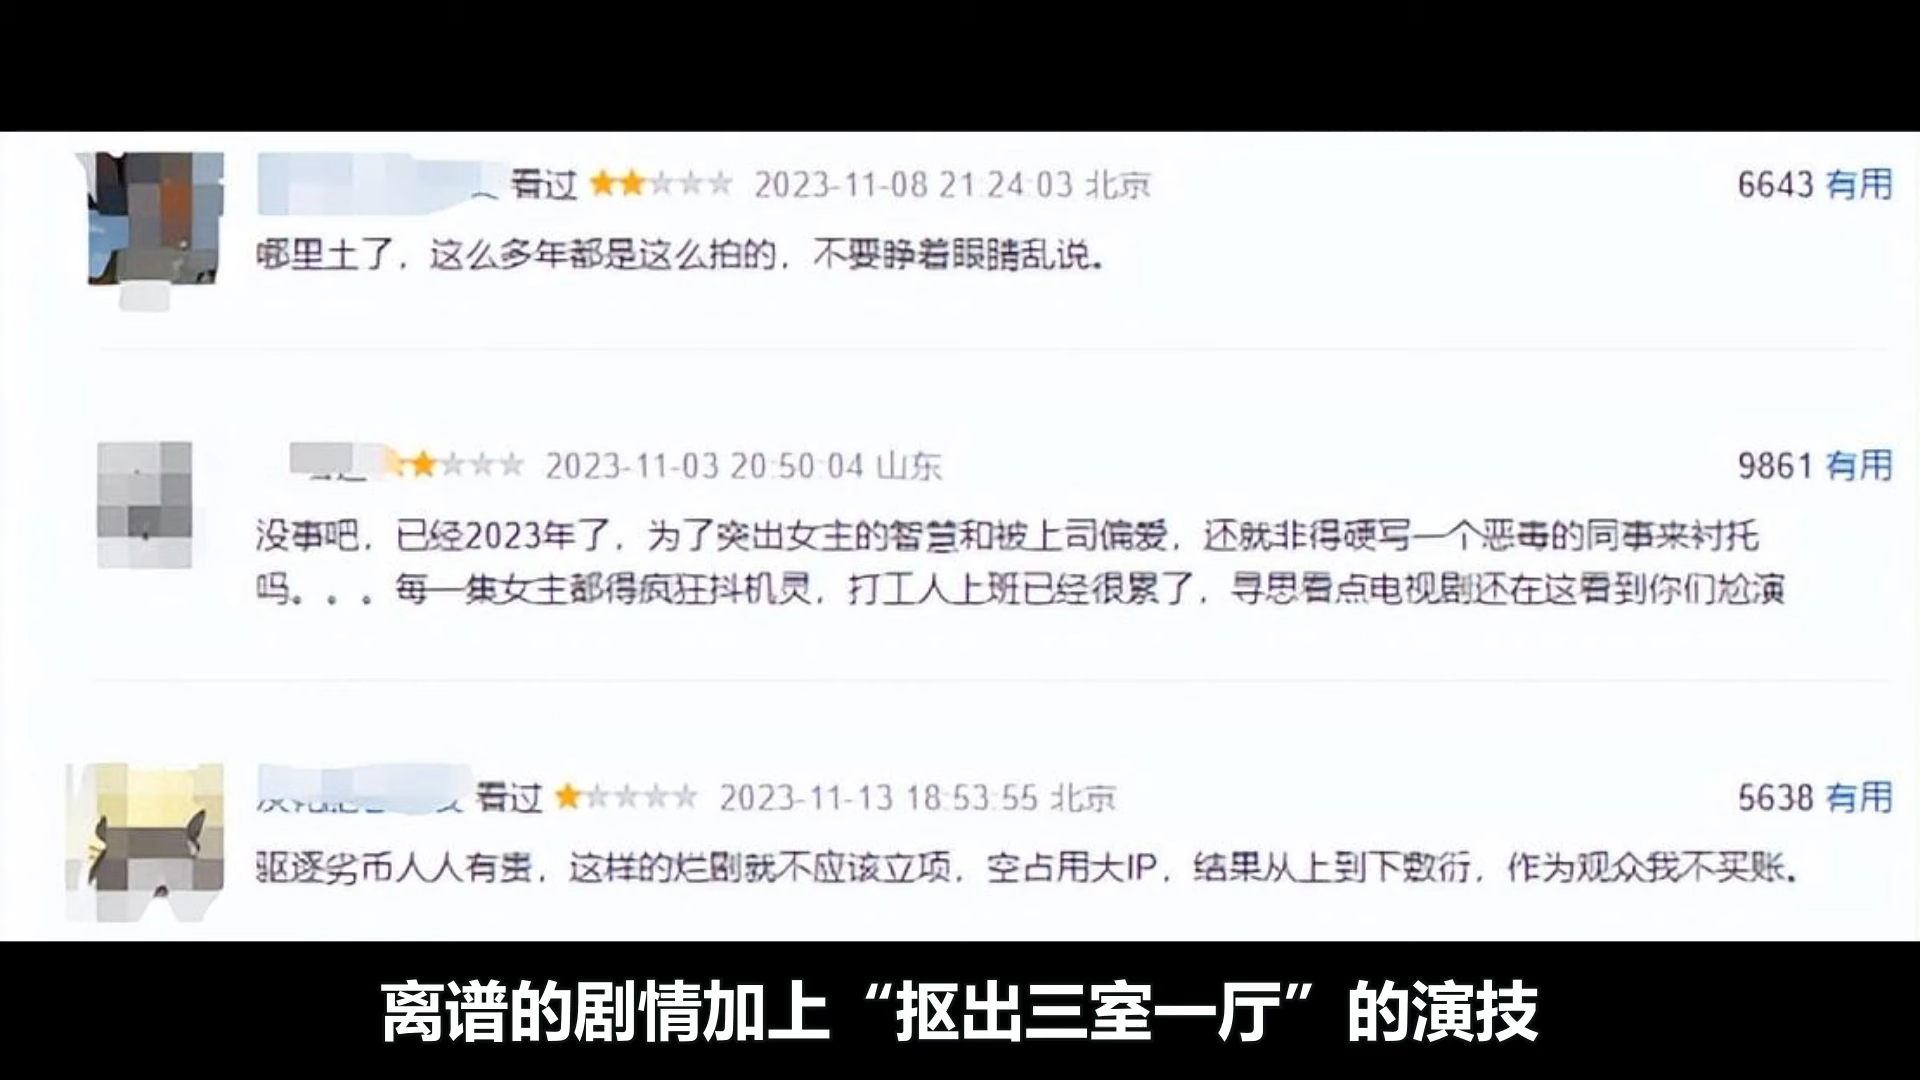 看过 2023-11-08 21:24:03 北京 6643 有用
哪里土了，这么多年都是这么拍的，不要睁着眼睛乱说。
2023-11-03 20:50:04 山东 9861 有用
没事吧，已经2023年了，为了突出女主的智慧和被上司偏爱，还就非得硬写一个恶毒的同事来衬托
吗。。。每一集女主都得疯狂抖机灵，打工人上班已经很累了，寻思看点电视剧还在这看到你们尬演
看过 2023-11-13 18:53:55 北京 5638 有用
驱逐劣币人人有责，这样的烂剧就不应该立项，空占用大IP，结果从上到下敷衍，作为观众我不买账。
离谱的剧情加上“抠出三室一厅”的演技